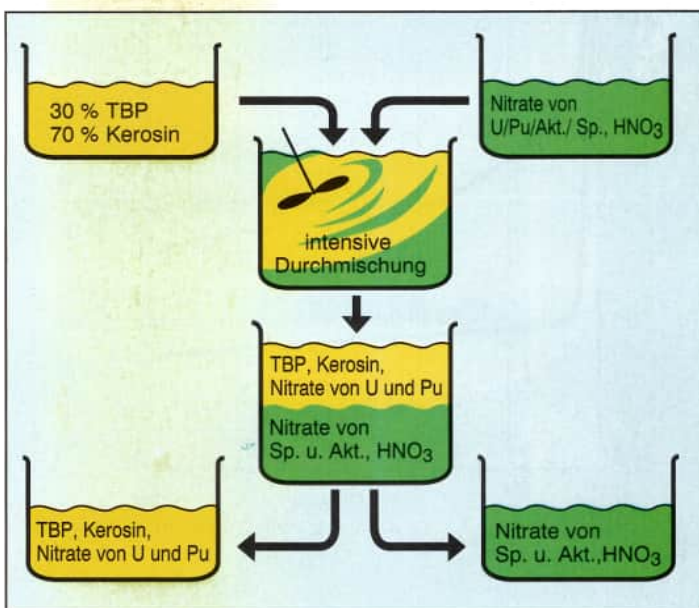 30 % TBP
70 % Kerosin
Nitrate von
U/Pu/Akt./ Sp., HNO₃
intensive
Durchmischung
TBP, Kerosin,
Nitrate von U und Pu
Nitrate von
Sp. u. Akt., HNO₃
TBP, Kerosin,
Nitrate von U und Pu
Nitrate von
Sp. u. Akt.,HNO₃